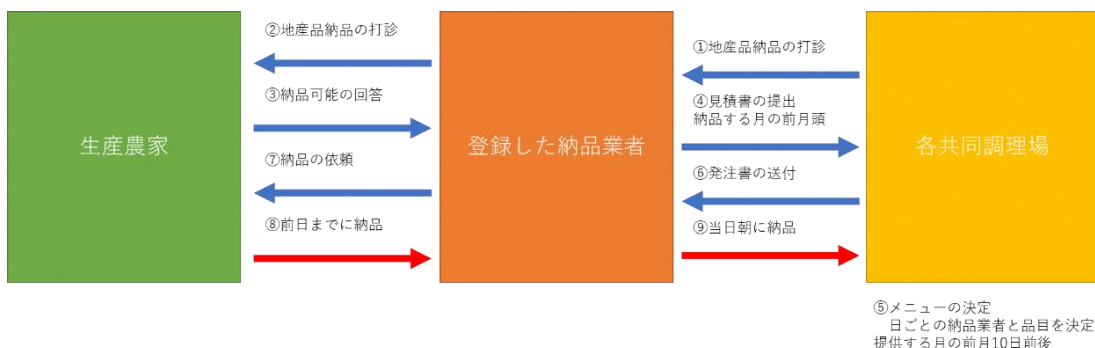 ②地産品納品の打診
①地産品納品の打診
③納品可能の回答
④見積書の提出
納品する月の前月頭
生産農家
登録した納品業者
各共同調理場
⑦納品の依頼
⑥発注書の送付
⑧前日までに納品
⑨当日朝に納品
⑤メニューの決定
日ごとの納品業者と品目を決定
提供する月の前月10日前後